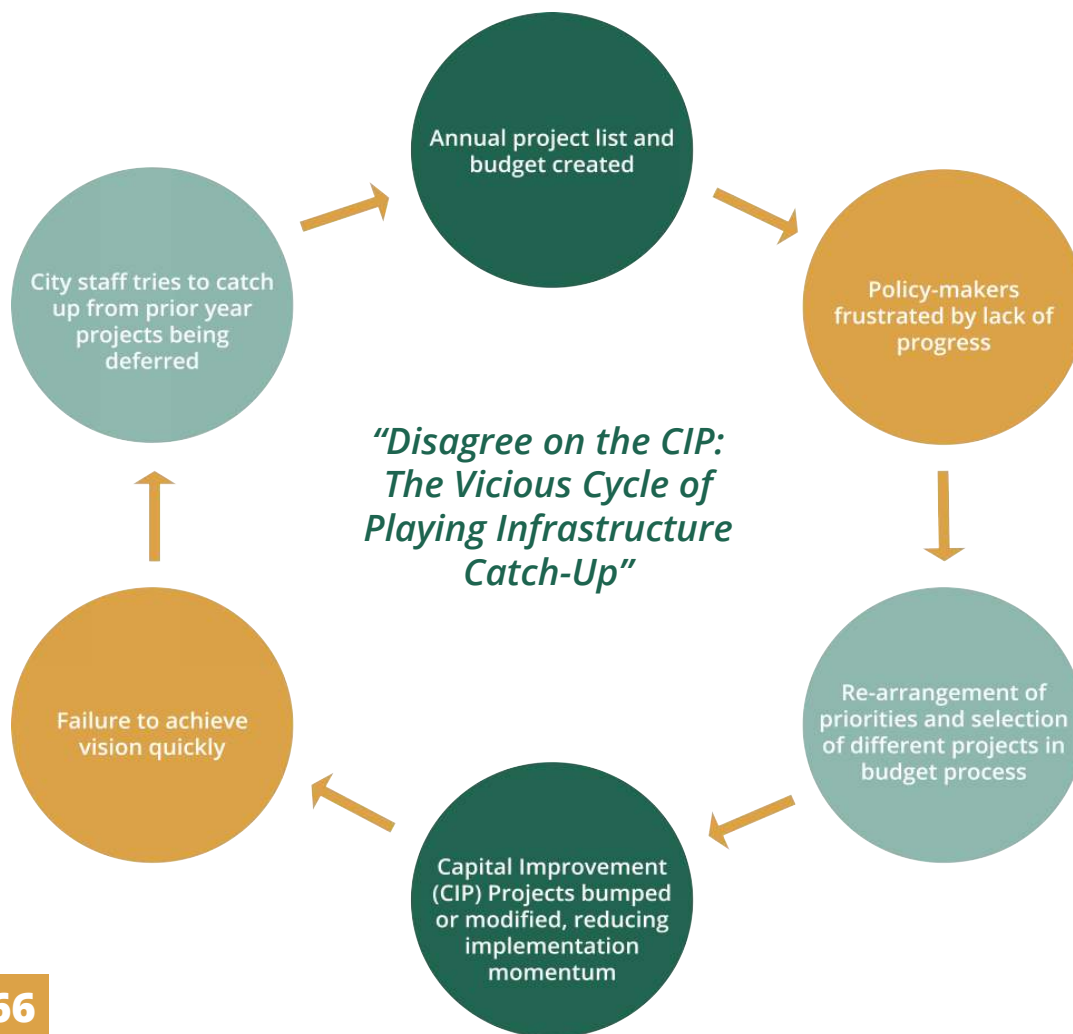 Annual project list and
budget created
Policy-makers
frustrated by lack of
progress
Re-arrangement of
priorities and selection
of different projects in
budget process
Capital Improvement
(CIP) Projects bumped
or modified, reducing
implementation
momentum
Failure to achieve
vision quickly
City staff tries to catch
up from prior year
projects being
deferred
“Disagree on the CIP:
The Vicious Cycle of
Playing Infrastructure
Catch-Up”
66